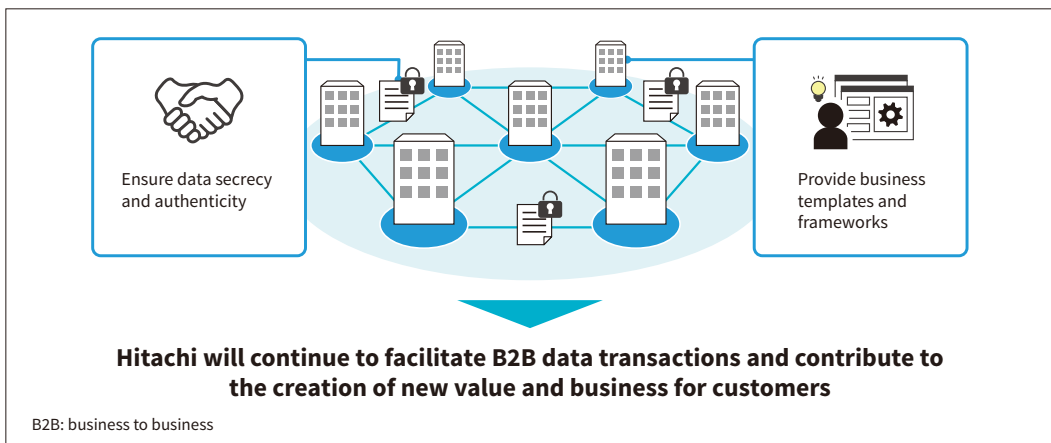 Ensure data secrecy
and authenticity
Provide business
templates and
frameworks
Hitachi will continue to facilitate B2B data transactions and contribute to
the creation of new value and business for customers
B2B: business to business